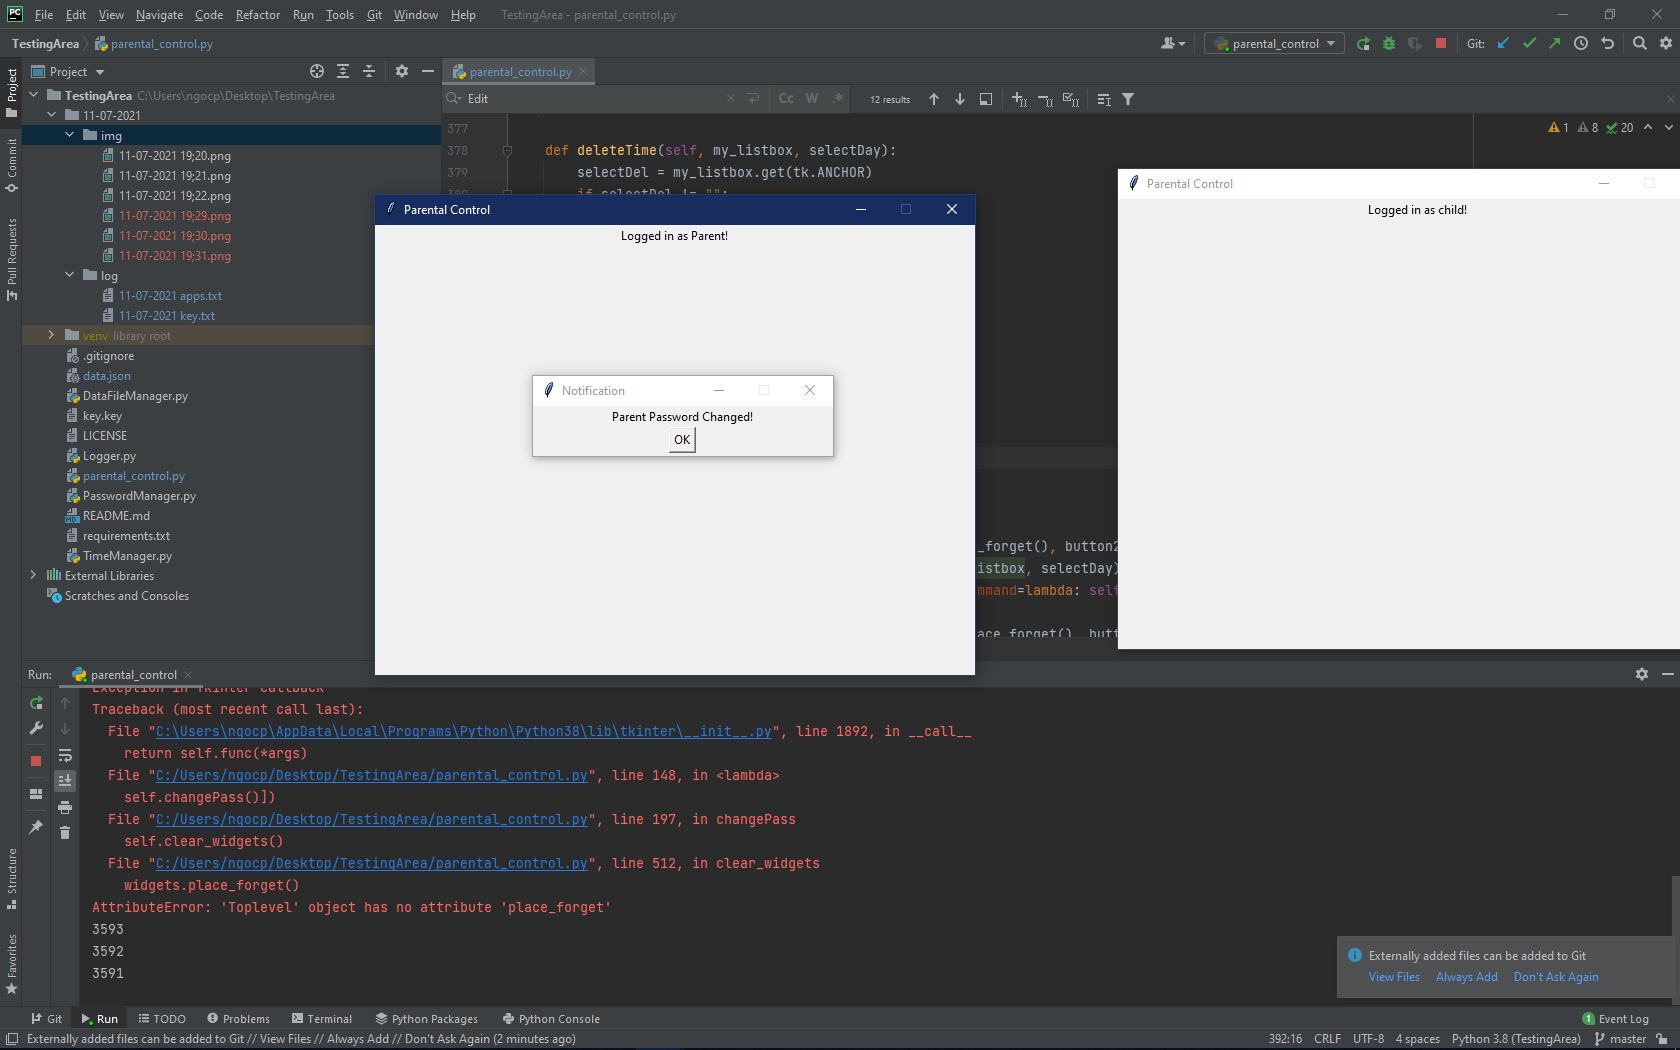 File Edit View Navigate Code Refactor Run Tools Git Window Help TestingArea - parental_control.py
TestingArea parental_control.py
parental_control
Git:
Project
parental_control.py
Edit
Cc W .*
12 results
TestingArea C:\Users\ngocp\Desktop\TestingArea
11-07-2021
img
11-07-2021 19;20.png
11-07-2021 19;21.png
11-07-2021 19;22.png
11-07-2021 19;29.png
11-07-2021 19;30.png
11-07-2021 19;31.png
log
11-07-2021 apps.txt
11-07-2021 key.txt
venv library root
.gitignore
data.json
DataFileManager.py
key.key
LICENSE
Logger.py
parental_control.py
PasswordManager.py
README.md
requirements.txt
TimeManager.py
External Libraries
Scratches and Consoles
Project
Commit
Pull Requests
Structure
Favorites
377
378 def deleteTime(self, my_listbox, selectDay):
379 selectDel = my_listbox.get(tk.ANCHOR)
380 if selectDel != "":
1 8 20
Parental Control
Logged in as Parent!
Notification
Parent Password Changed!
OK
Parental Control
Logged in as child!
_forget(), button2
istbox, selectDay)
mmand=lambda: self
ace_forget(), butt
Run: parental_control
Exception in Tkinter callback
Traceback (most recent call last):
File "C:\Users\ngocp\AppData\Local\Programs\Python\Python38\lib\tkinter\__init__.py", line 1892, in __call__
return self.func(*args)
File "C:/Users/ngocp/Desktop/TestingArea/parental_control.py", line 148, in <lambda>
self.changePass()])
File "C:/Users/ngocp/Desktop/TestingArea/parental_control.py", line 197, in changePass
self.clear_widgets()
File "C:/Users/ngocp/Desktop/TestingArea/parental_control.py", line 512, in clear_widgets
widgets.place_forget()
AttributeError: 'Toplevel' object has no attribute 'place_forget'
3593
3592
3591
Externally added files can be added to Git
View Files Always Add Don't Ask Again
Git Run TODO Problems Terminal Python Packages Python Console
1 Event Log
Externally added files can be added to Git // View Files // Always Add // Don't Ask Again (2 minutes ago)
392:16 CRLF UTF-8 4 spaces Python 3.8 (TestingArea) master